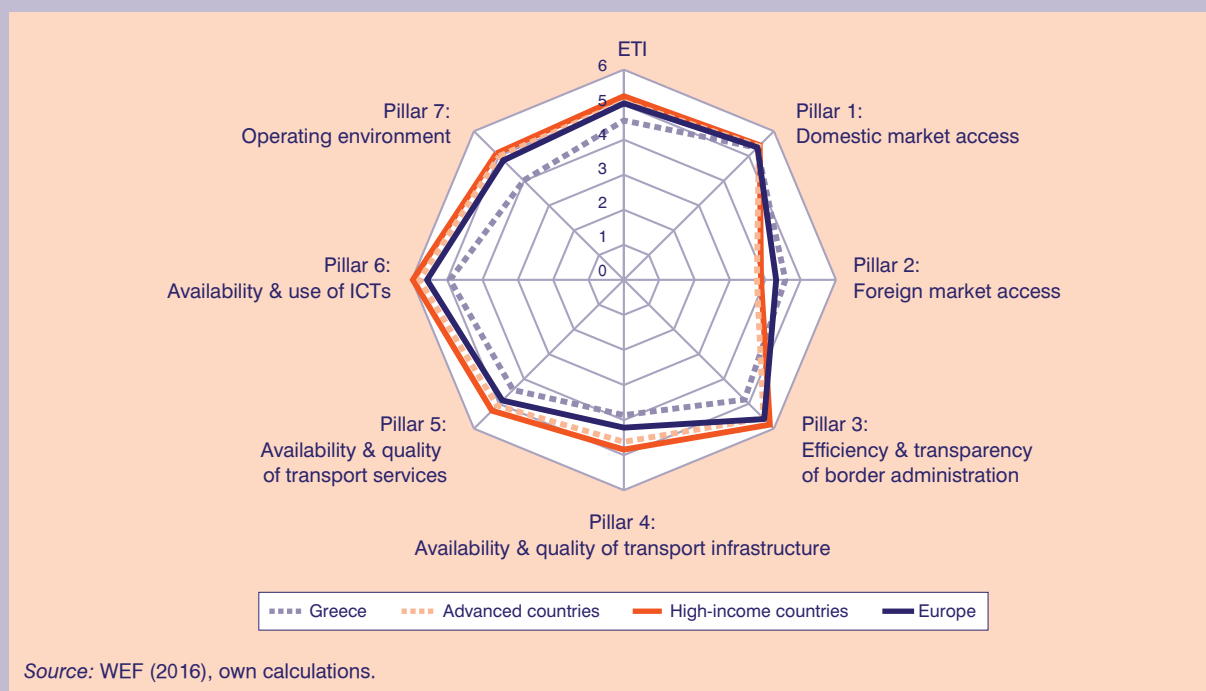 ETI
6
5
4
3
2
1
0
Pillar 1:
Domestic market access
Pillar 2:
Foreign market access
Pillar 3:
Efficiency & transparency
of border administration
Pillar 4:
Availability & quality of transport infrastructure
Pillar 5:
Availability & quality
of transport services
Pillar 6:
Availability & use of ICTs
Pillar 7:
Operating environment
Greece Advanced countries High-income countries Europe
Source: WEF (2016), own calculations.